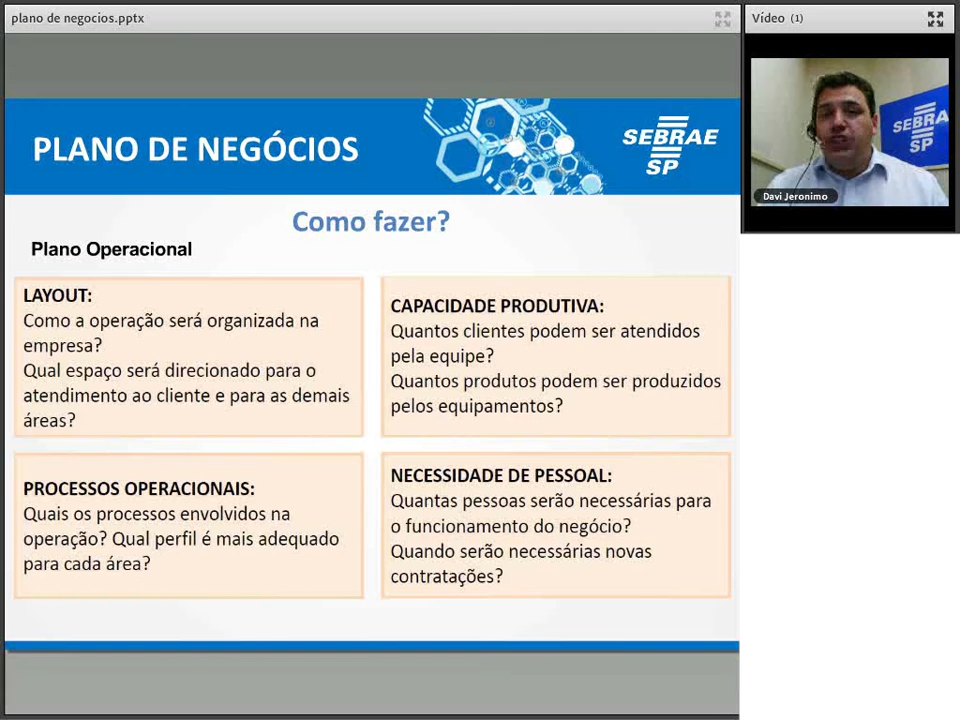 plano de negocios.pptx
Vídeo (1)
PLANO DE NEGÓCIOS
SEBRAE
SP
SEBRA
SP
Davi Jeronimo
Como fazer?
Plano Operacional
LAYOUT:
Como a operação será organizada na
empresa?
Qual espaço será direcionado para o
atendimento ao cliente e para as demais
áreas?
CAPACIDADE PRODUTIVA:
Quantos clientes podem ser atendidos
pela equipe?
Quantos produtos podem ser produzidos
pelos equipamentos?
PROCESSOS OPERACIONAIS:
Quais os processos envolvidos na
operação? Qual perfil é mais adequado
para cada área?
NECESSIDADE DE PESSOAL:
Quantas pessoas serão necessárias para
o funcionamento do negócio?
Quando serão necessárias novas
contratações?